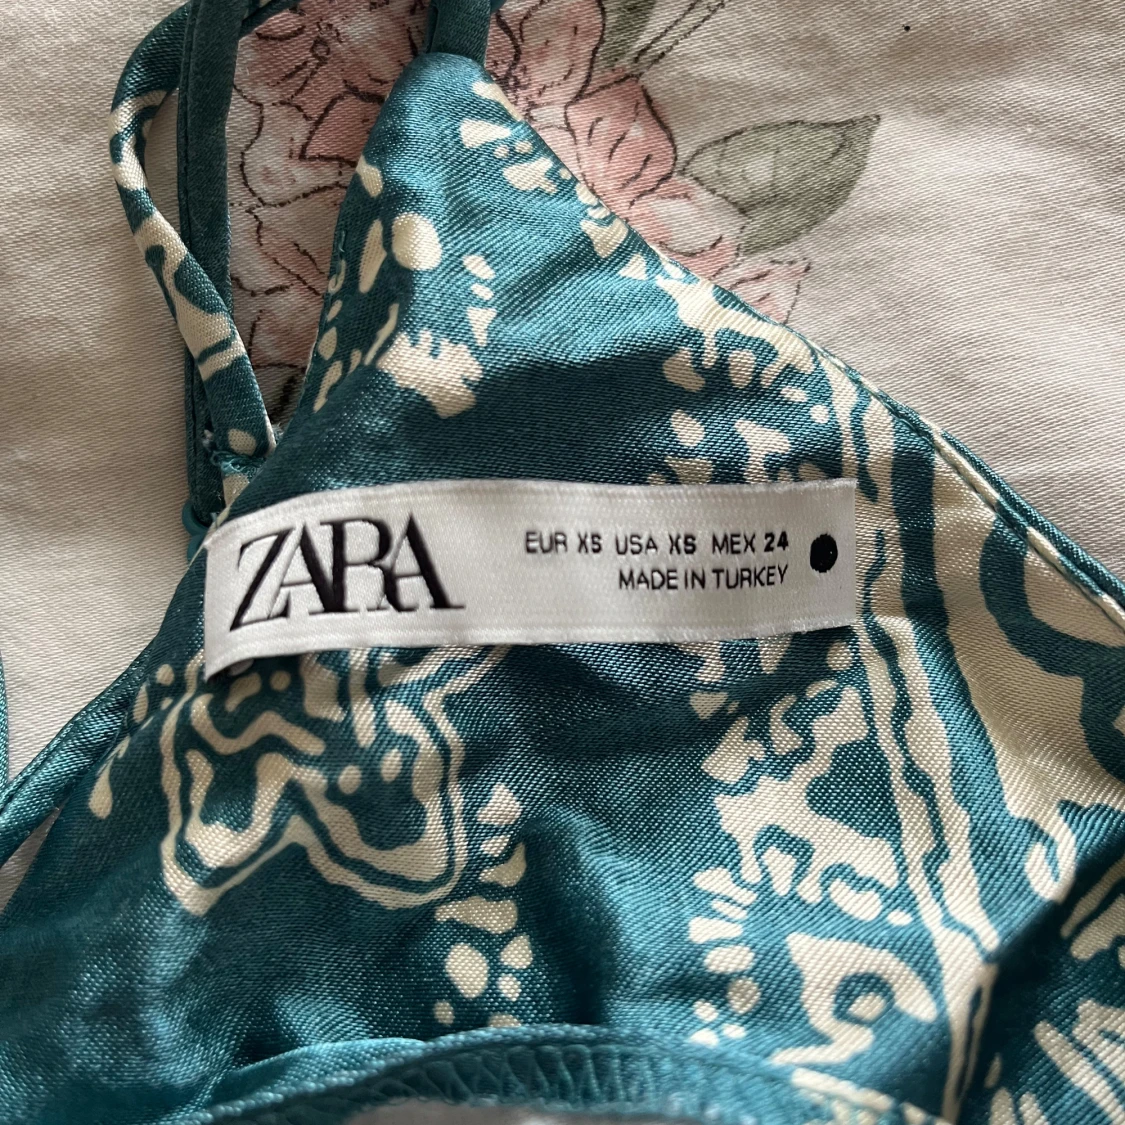 ZARA
EUR XS USA XS MEX 24
MADE IN TURKEY